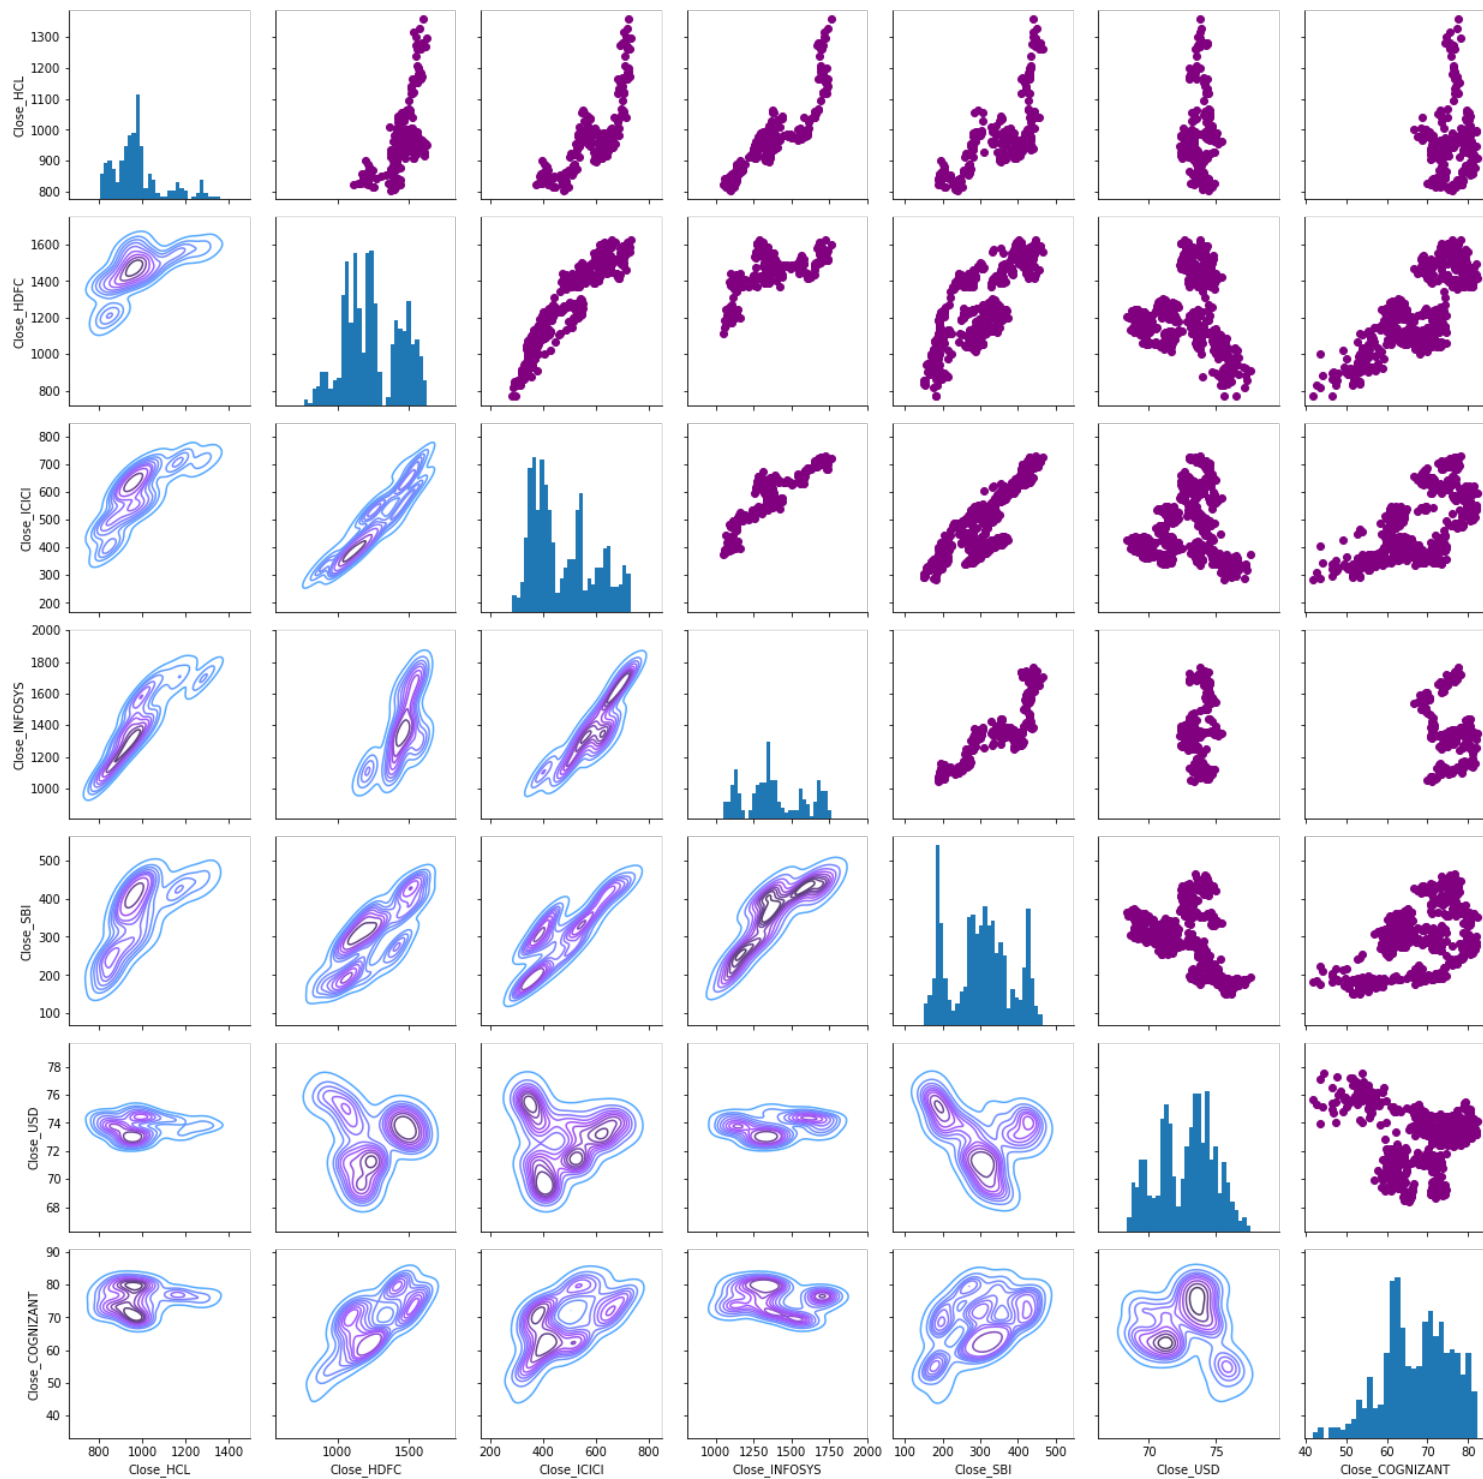 1300
1200
1100
1000
900
800
Close_HCL
1600
1400
1200
1000
800
Close_HDFC
800
700
600
500
400
300
200
Close_ICICI
2000
1800
1600
1400
1200
1000
Close_INFOSYS
500
400
300
200
100
Close_SBI
78
76
74
72
70
68
Close_USD
90
80
70
60
50
40
Close_COGNIZANT
800 1000 1200 1400
1000 1500
200 400 600 800
1000 1250 1500 1750 2000
100 200 300 400 500
70 75
40 50 60 70 80
Close_HCL
Close_HDFC
Close_ICICI
Close_INFOSYS
Close_SBI
Close_USD
Close_COGNIZANT